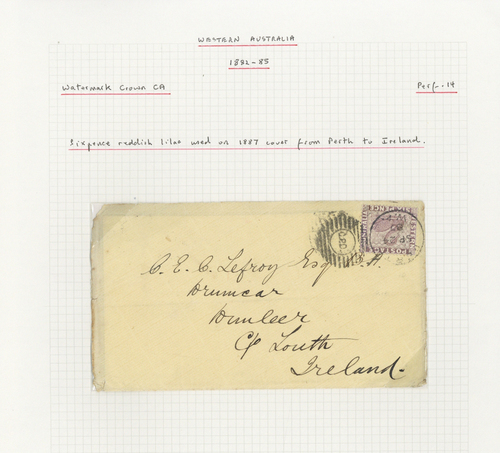 WESTERN AUSTRALIA
1882-85
Watermark Crown CA
Perf. 14
Sixpence reddish lilac used on 1887 cover from Perth to Ireland.
C. E. C. Lefroy Esq
Drumcar
Dunleer
Co Louth
Ireland.